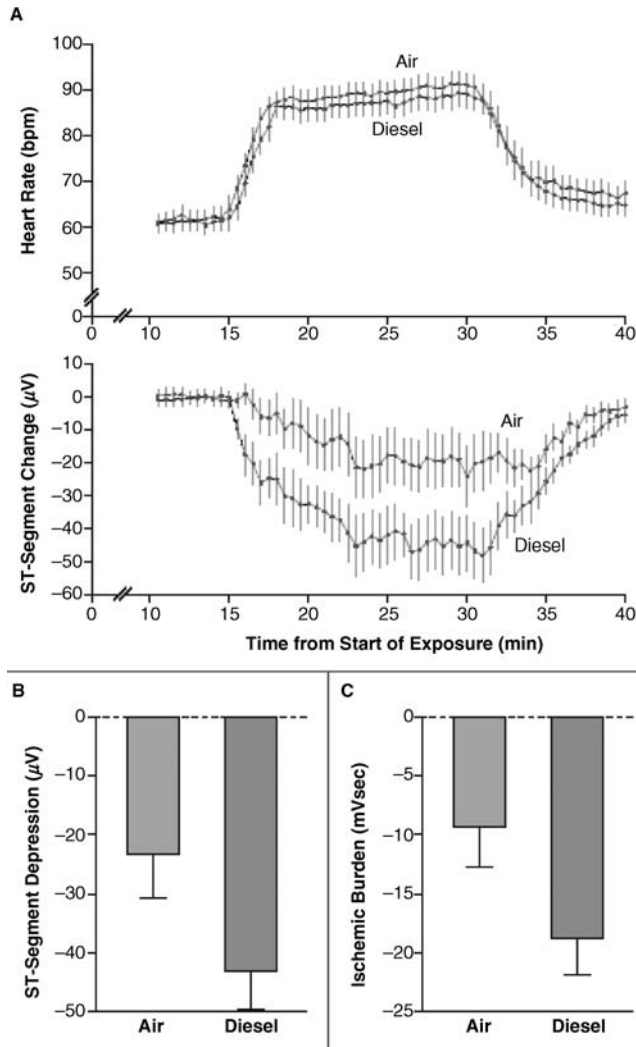 A
Heart Rate (bpm)
100
90
80
70
60
50
0
Air
Diesel
0 10 15 20 25 30 35 40
ST-Segment Change (μV)
10
0
−10
−20
−30
−40
−50
−60
Air
Diesel
0 10 15 20 25 30 35 40
Time from Start of Exposure (min)
B
ST-Segment Depression (μV)
0
−10
−20
−30
−40
−50
Air Diesel
C
Ischemic Burden (mVsec)
0
−5
−10
−15
−20
−25
Air Diesel